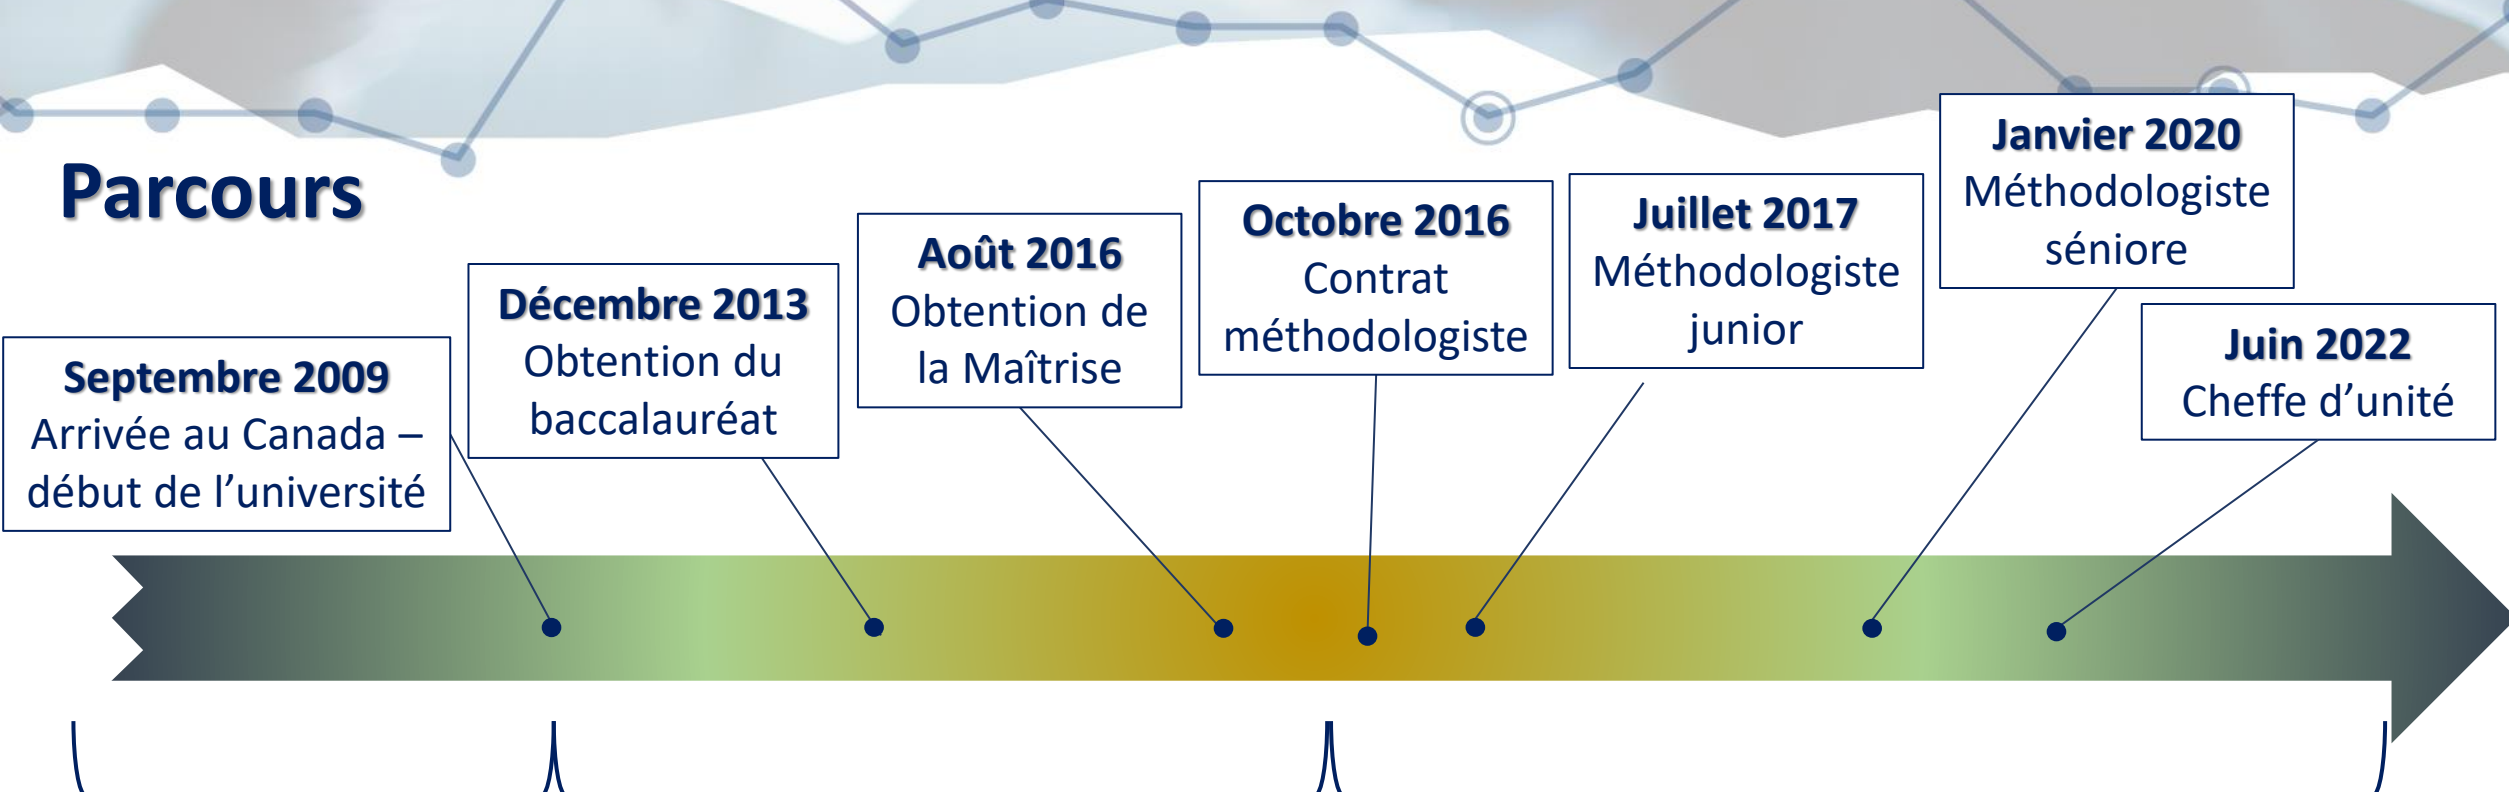 Parcours
Septembre 2009
Arrivée au Canada –
début de l’université
Décembre 2013
Obtention du
baccalauréat
Août 2016
Obtention de
la Maîtrise
Octobre 2016
Contrat
méthodologiste
Juillet 2017
Méthodologiste
junior
Janvier 2020
Méthodologiste
séniore
Juin 2022
Cheffe d’unité